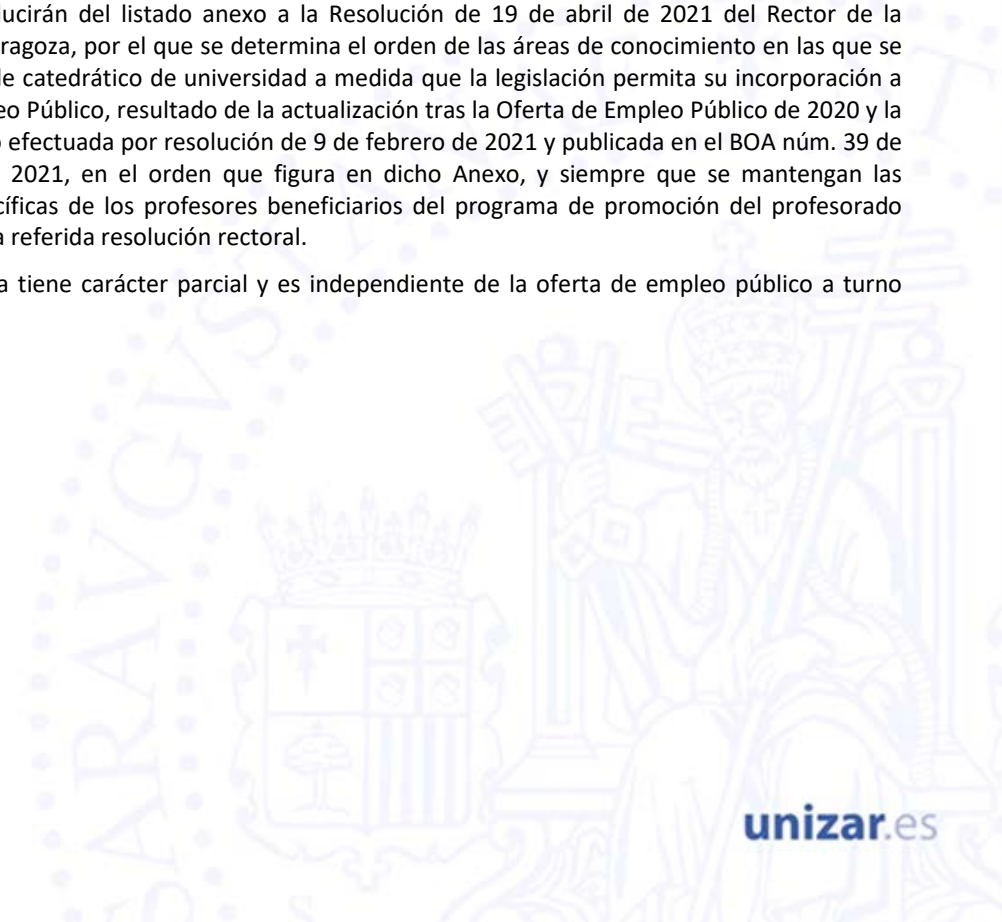 ducirán del listado anexo a la Resolución de 19 de abril de 2021 del Rector de la
ragoza, por el que se determina el orden de las áreas de conocimiento en las que se
de catedrático de universidad a medida que la legislación permita su incorporación a
eo Público, resultado de la actualización tras la Oferta de Empleo Público de 2020 y la
efectuada por resolución de 9 de febrero de 2021 y publicada en el BOA núm. 39 de
2021, en el orden que figura en dicho Anexo, y siempre que se mantengan las
cíficas de los profesores beneficiarios del programa de promoción del profesorado
a referida resolución rectoral.
a tiene carácter parcial y es independiente de la oferta de empleo público a turno
unizar.es